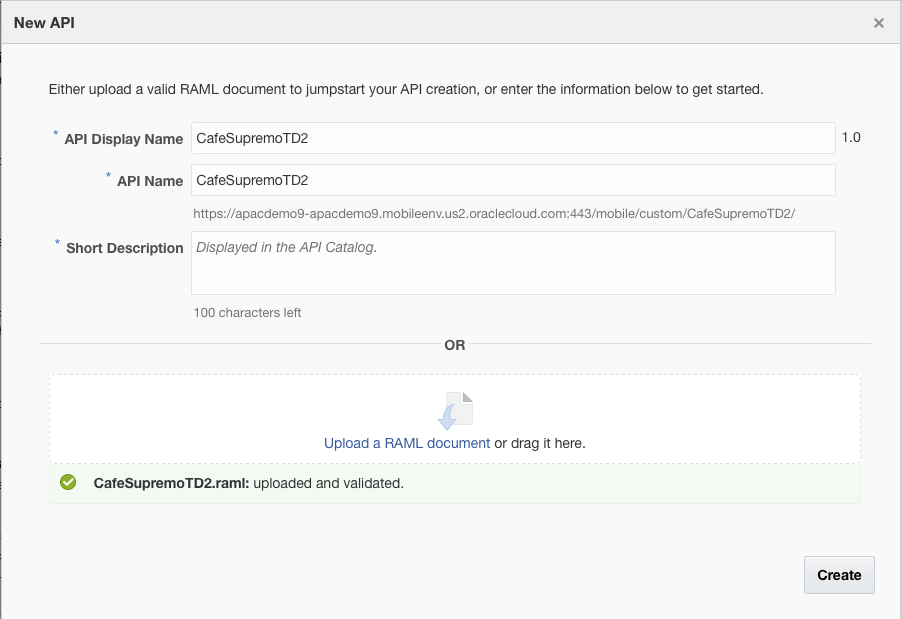 New API
Either upload a valid RAML document to jumpstart your API creation, or enter the information below to get started.
* API Display Name CafeSupremoTD2 1.0
* API Name CafeSupremoTD2
https://apacdemo9-apacdemo9.mobileenv.us2.oraclecloud.com:443/mobile/custom/CafeSupremoTD2/
* Short Description Displayed in the API Catalog.
100 characters left
OR
Upload a RAML document or drag it here.
CafeSupremoTD2.raml: uploaded and validated.
Create